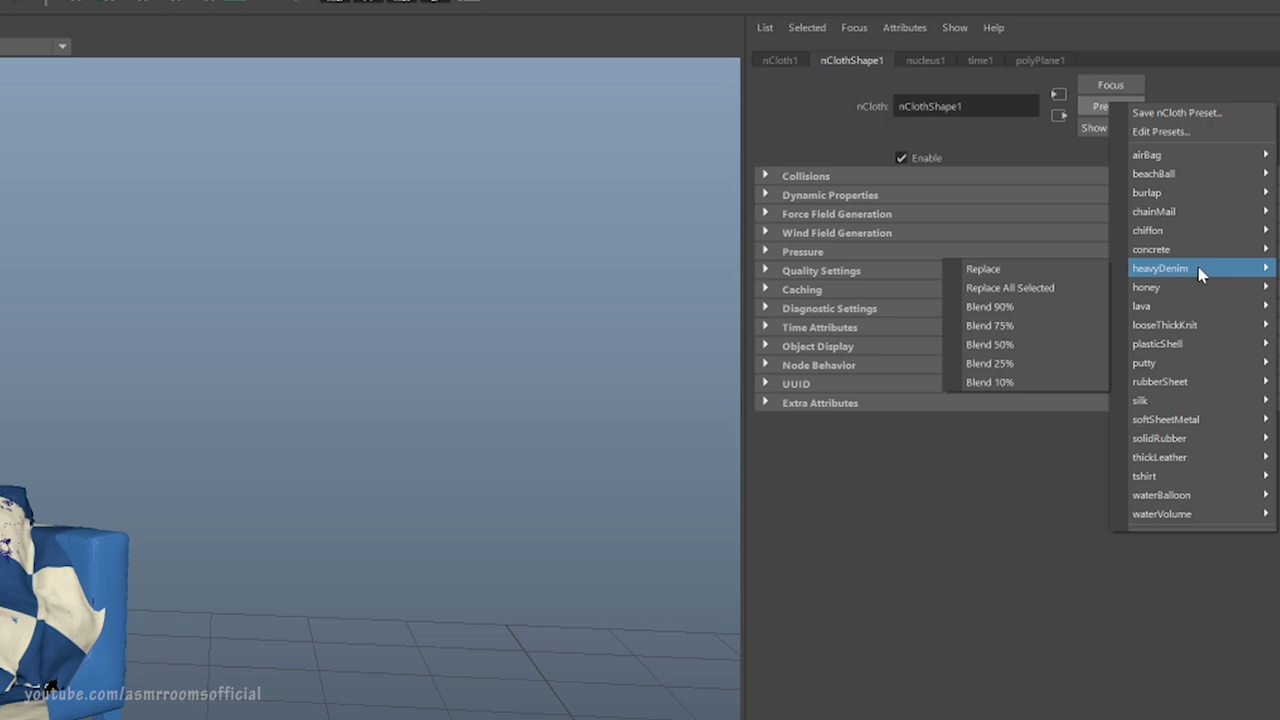 List Selected Focus Attributes Show Help
nCloth1 nClothShape1 nucleus1 time1 polyPlane1
Focus
nCloth: nClothShape1
Pre
Show
Save nCloth Preset...
Edit Presets...
Enable
airBag
beachBall
burlap
chainMail
chiffon
concrete
heavyDenim
honey
lava
looseThickKnit
plasticShell
putty
rubberSheet
silk
softSheetMetal
solidRubber
thickLeather
tshirt
waterBalloon
waterVolume
Collisions
Dynamic Properties
Force Field Generation
Wind Field Generation
Pressure
Quality Settings
Caching
Diagnostic Settings
Time Attributes
Object Display
Node Behavior
UUID
Extra Attributes
Replace
Replace All Selected
Blend 90%
Blend 75%
Blend 50%
Blend 25%
Blend 10%
youtube.com/asmrroomsofficial